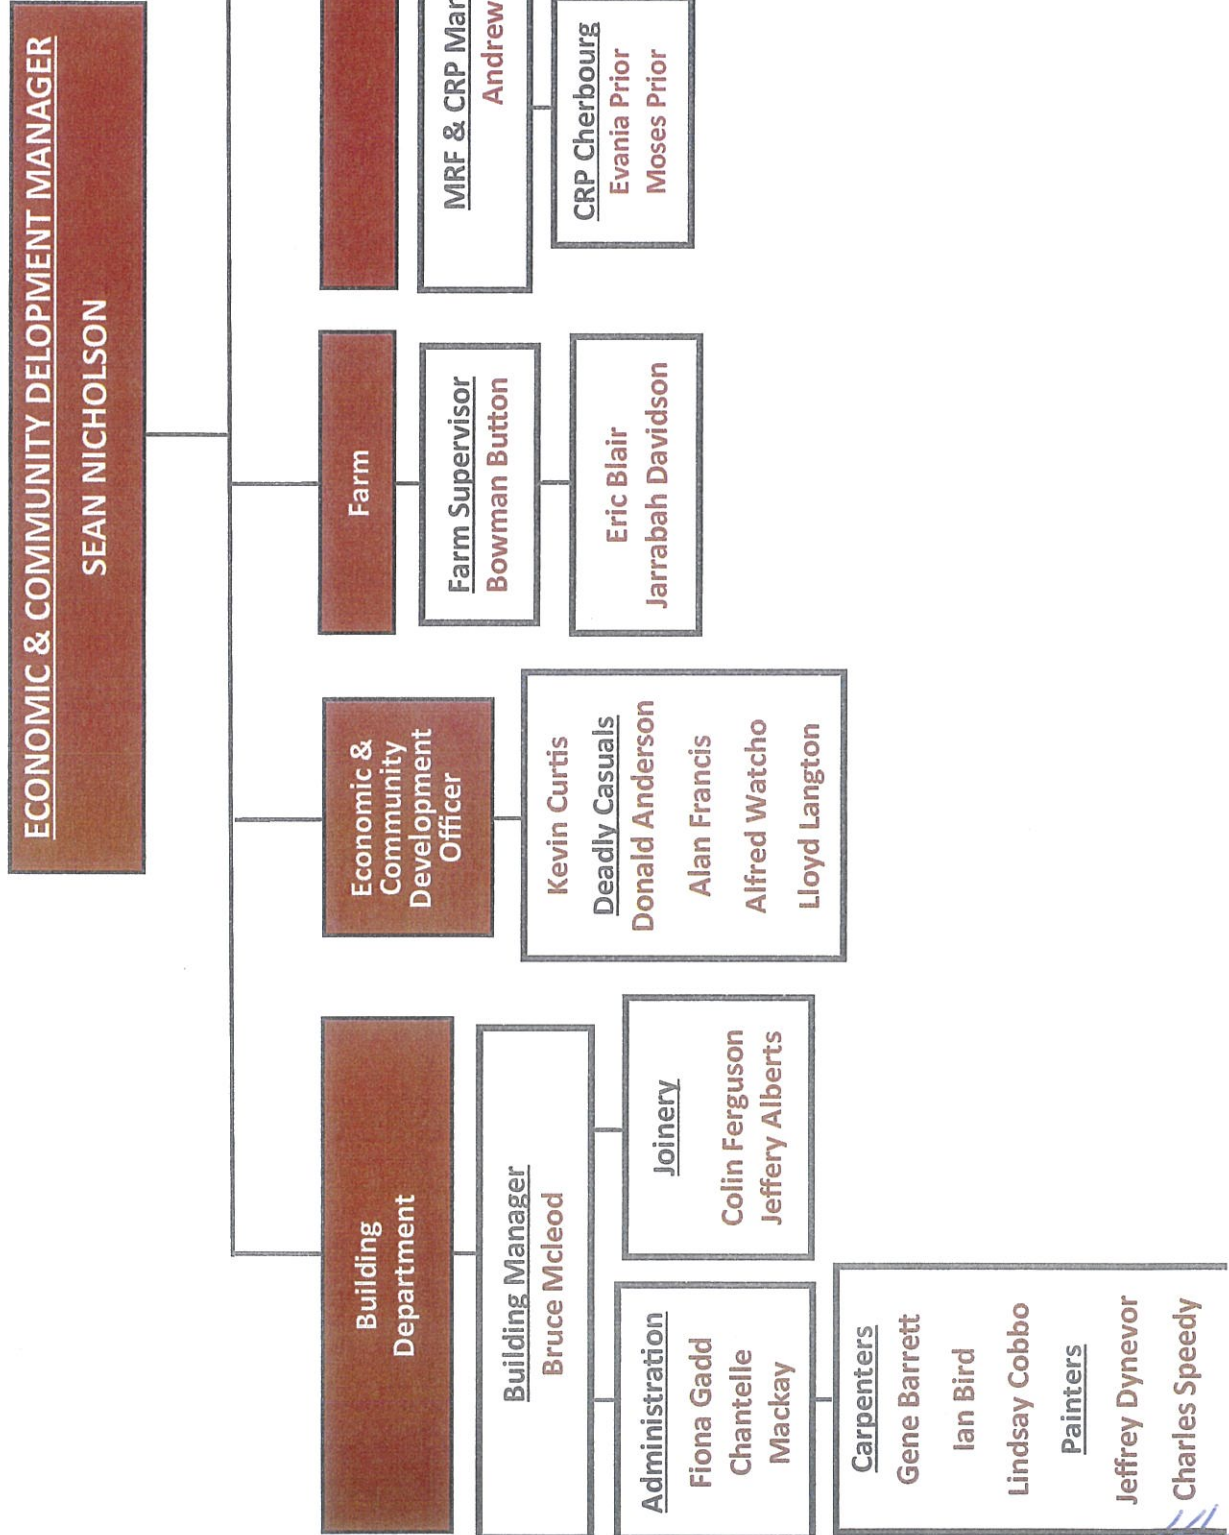 ECONOMIC & COMMUNITY DELOPMENT MANAGER
SEAN NICHOLSON
Building
Department
Building Manager
Bruce Mcleod
Administration
Fiona Gadd
Chantelle
Mackay
Joinery
Colin Ferguson
Jeffery Alberts
Carpenters
Gene Barrett
Ian Bird
Lindsay Cobbo
Painters
Jeffrey Dynevor
Charles Speedy
Economic &
Community
Development
Officer
Kevin Curtis
Deadly Casuals
Donald Anderson
Alan Francis
Alfred Watcho
Lloyd Langton
Farm
Farm Supervisor
Bowman Button
Eric Blair
Jarrabah Davidson
MRF & CRP Mar
Andrew
CRP Cherbourg
Evania Prior
Moses Prior